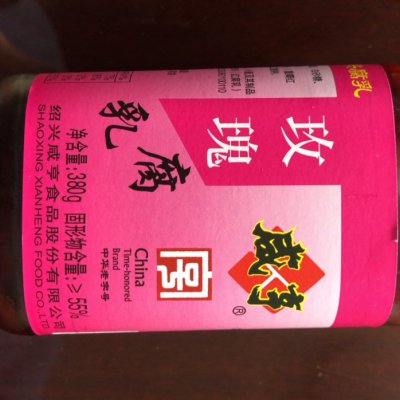 咸亨®
玫瑰
腐乳
China
Time-honored
Brand
中华老字号
净含量:380g 固形物含量:≥55%
绍兴咸亨食品股份有限公司
SHAOXING XIANHENG FOOD CO.,LTD.